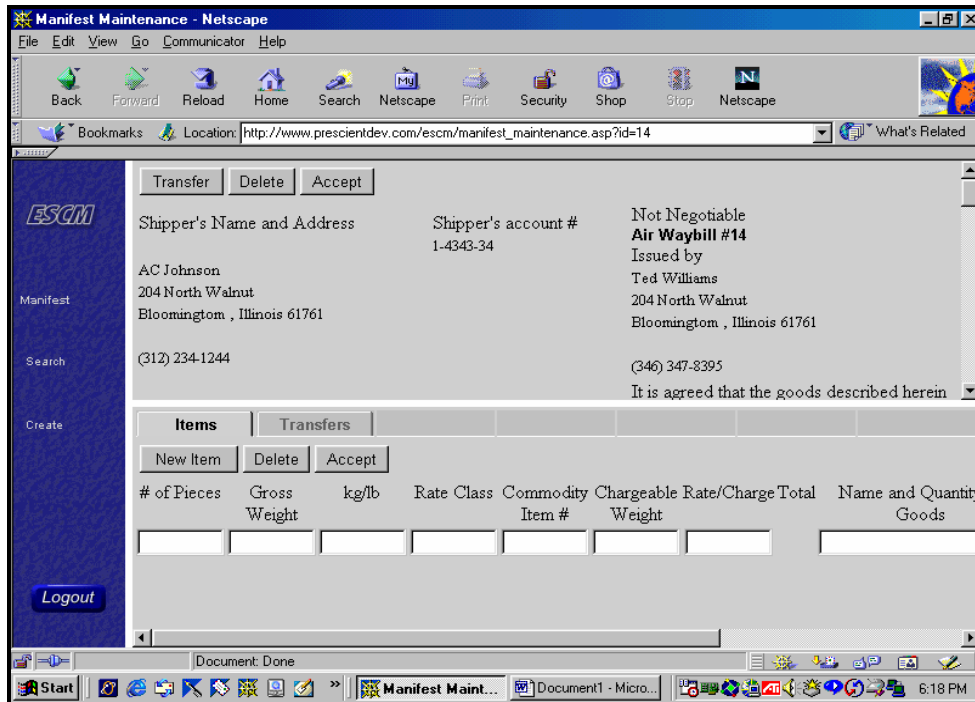 Manifest Maintenance - Netscape
File Edit View Go Communicator Help
Back Forward Reload Home Search Netscape Print Security Shop Stop Netscape
My
N
Bookmarks Location: http://www.prescientdev.com/escm/manifest_maintenance.asp?id=14 What's Related
ESCM
Manifest
Search
Create
Logout
Transfer Delete Accept
Shipper's Name and Address
AC Johnson
204 North Walnut
Bloomingtom , Illinois 61761
(312) 234-1244
Shipper's account #
1-4343-34
Not Negotiable
Air Waybill #14
Issued by
Ted Williams
204 North Walnut
Bloomingtom , Illinois 61761
(346) 347-8395
It is agreed that the goods described herein
Items Transfers
New Item Delete Accept
# of Pieces Gross Weight kg/lb Rate Class Commodity Item # Chargeable Weight Rate/Charge Total Name and Quantity Goods
Document: Done
Start » Manifest Maint... Document1 - Micro... 6:18 PM